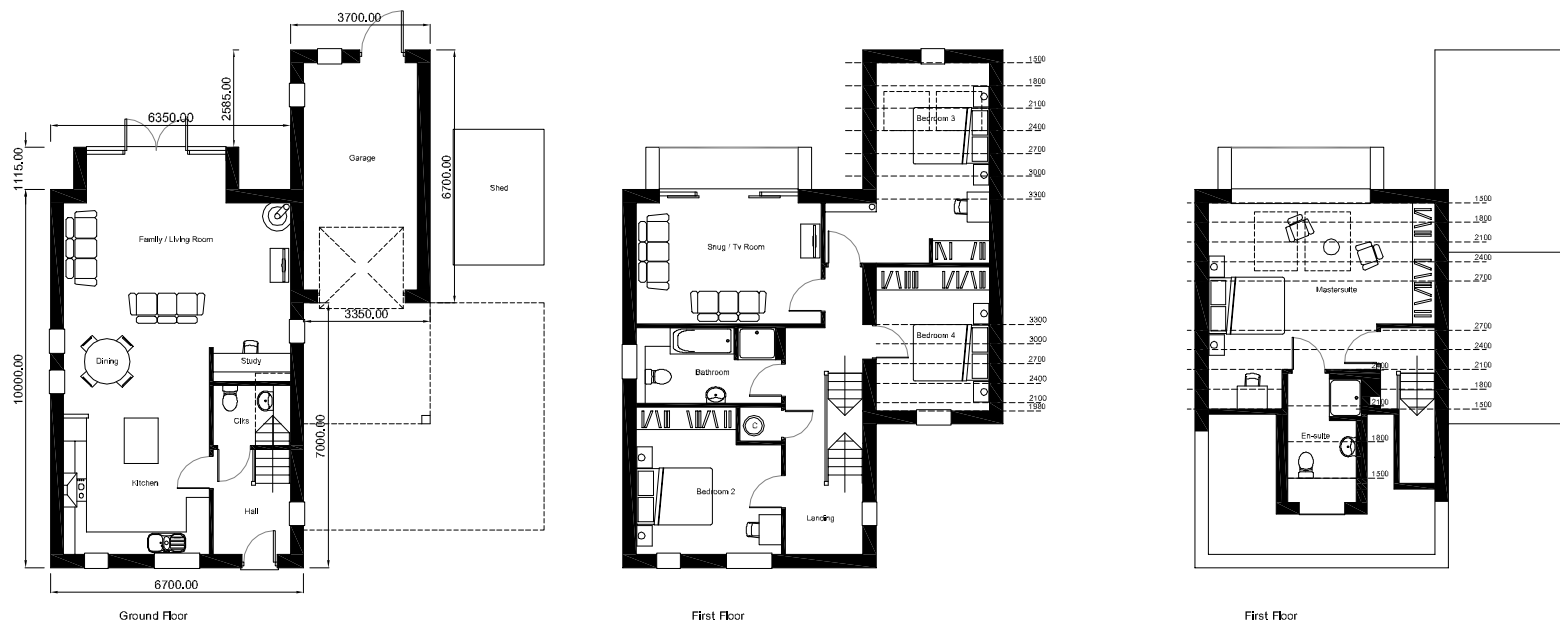 3700.00
2585.00
6350.00
1115.00
6700.00
Garage
Shed
Family / Living Room
3350.00
10000.00
7000.00
Dining
Study
Clks
Kitchen
Hall
6700.00
Ground Floor
1500
1800
2100
2400
2700
3000
3300
Bedroom 3
Snug / Tv Room
3300
3000
2700
2400
2100
1980
Bedroom 4
Bathroom
C
Bedroom 2
Landing
First Floor
1500
1800
2100
2400
2700
Mastersuite
2700
2400
2100
1800
1500
2400
2100
1800
1500
En-suite
First Floor